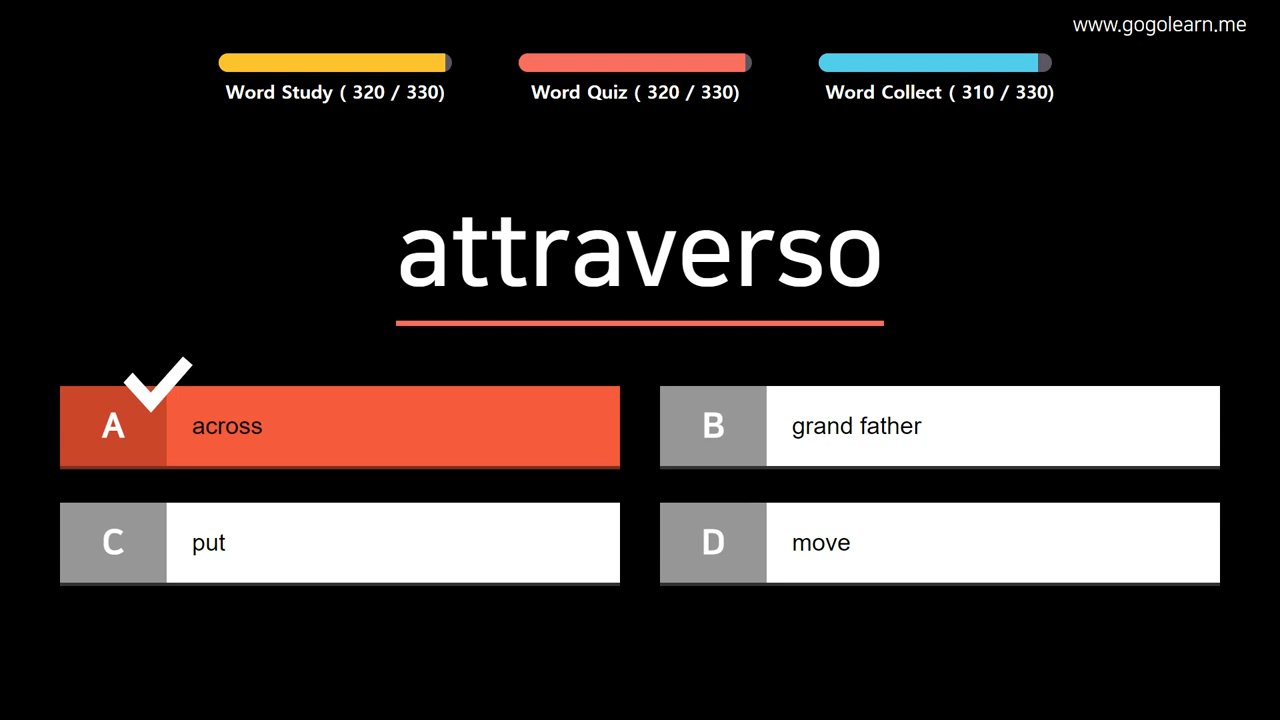 www.gogolearn.me
Word Study ( 320 / 330)
Word Quiz ( 320 / 330)
Word Collect ( 310 / 330)
attraverso
A across
B grand father
C put
D move